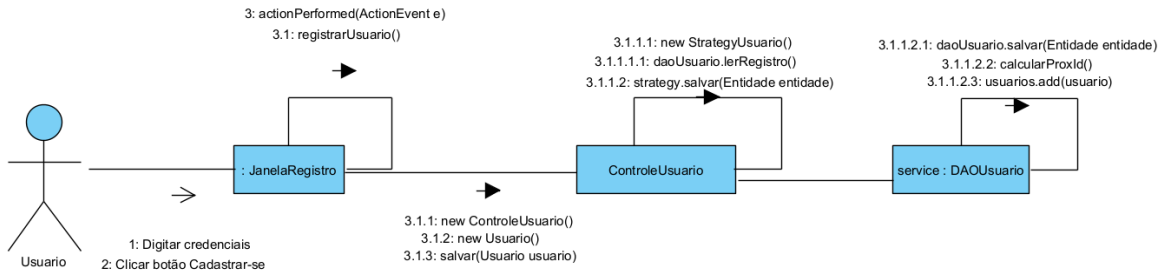 3: actionPerformed(ActionEvent e)
3.1: registrarUsuario()
3.1.1.1: new StrategyUsuario()
3.1.1.1.1: daoUsuario.lerRegistro()
3.1.1.2: strategy.salvar(Entidade entidade)
3.1.1.2.1: daoUsuario.salvar(Entidade entidade)
3.1.1.2.2: calcularProxId()
3.1.1.2.3: usuarios.add(usuario)
: JanelaRegistro
ControleUsuario
service : DAOUsuario
3.1.1: new ControleUsuario()
3.1.2: new Usuario()
3.1.3: salvar(Usuario usuario)
1: Digitar credenciais
2: Clicar botão Cadastrar-se
Usuario